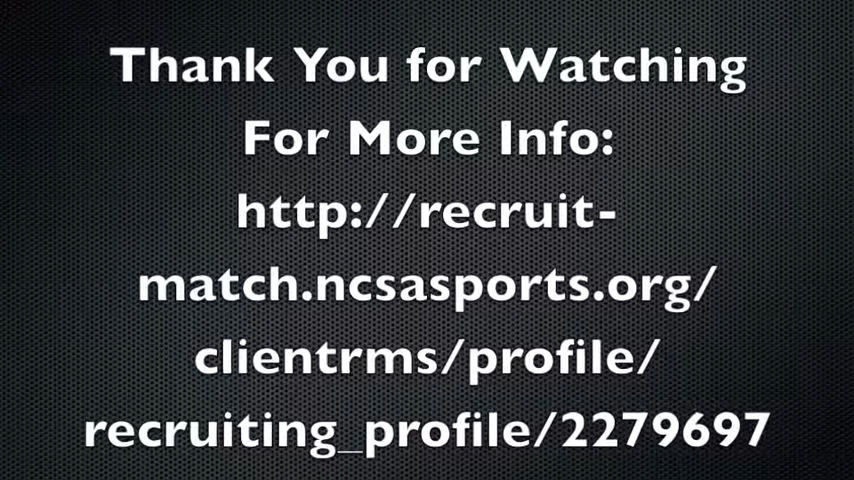 Thank You for Watching
For More Info:
http://recruit-
match.ncsasports.org/
clientrms/profile/
recruiting_profile/2279697